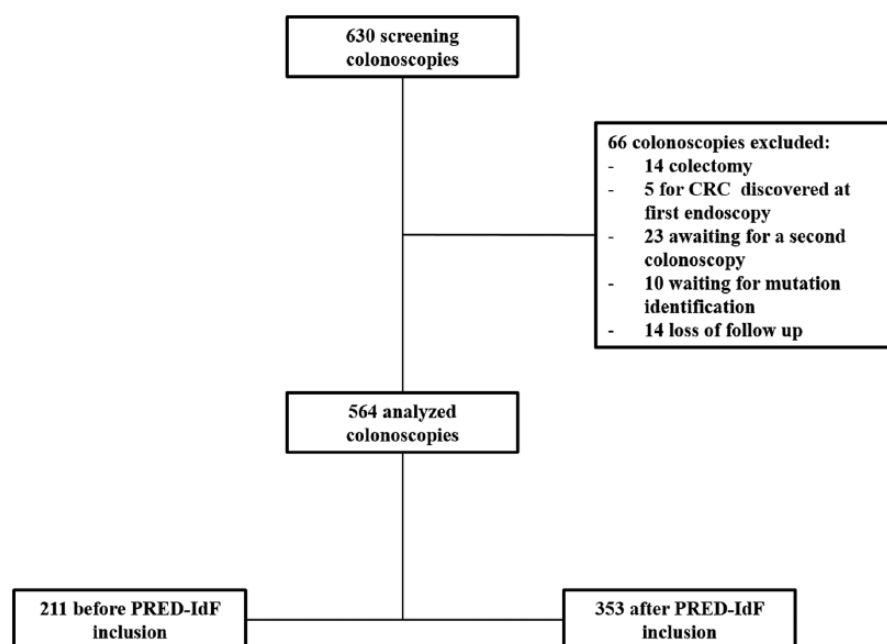 630 screening
colonoscopies
66 colonoscopies excluded:
- 14 colectomy
- 5 for CRC discovered at
first endoscopy
- 23 awaiting for a second
colonoscopy
- 10 waiting for mutation
identification
- 14 loss of follow up
564 analyzed
colonoscopies
211 before PRED-IdF
inclusion
353 after PRED-IdF
inclusion